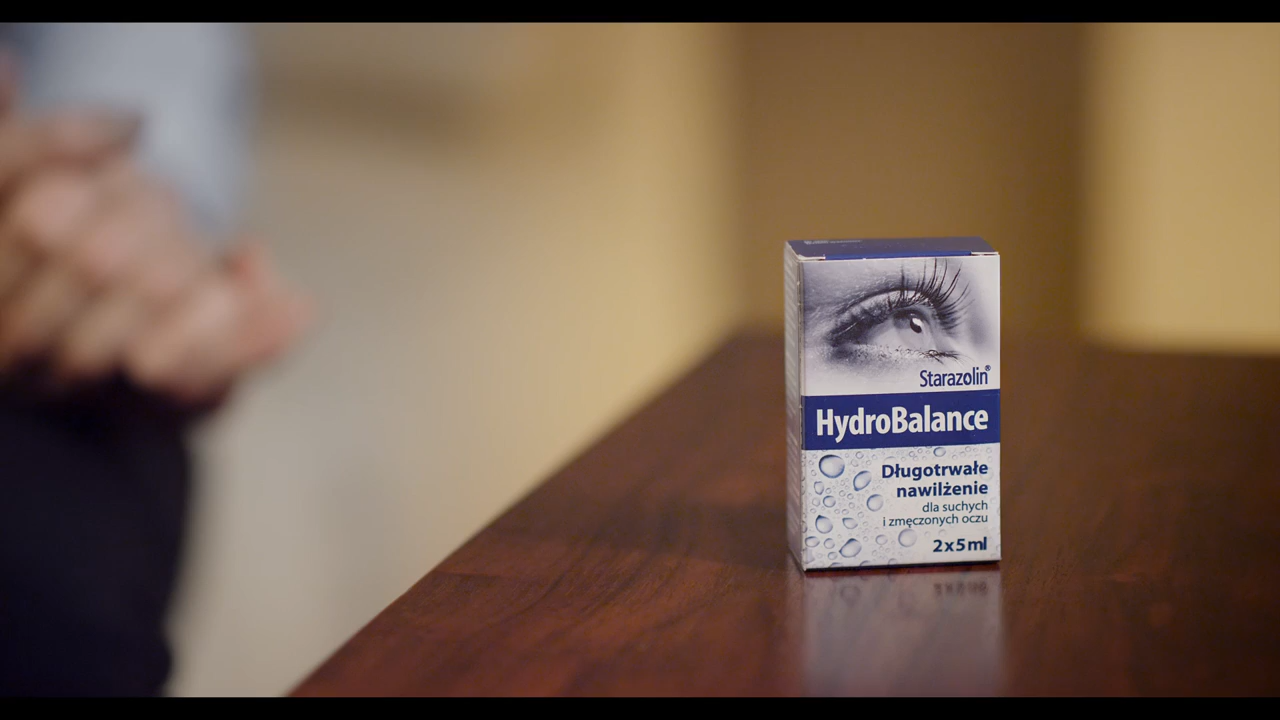 Starazolin®
HydroBalance
Długotrwałe
nawilżenie
dla suchych
i zmęczonych oczu
2x5ml